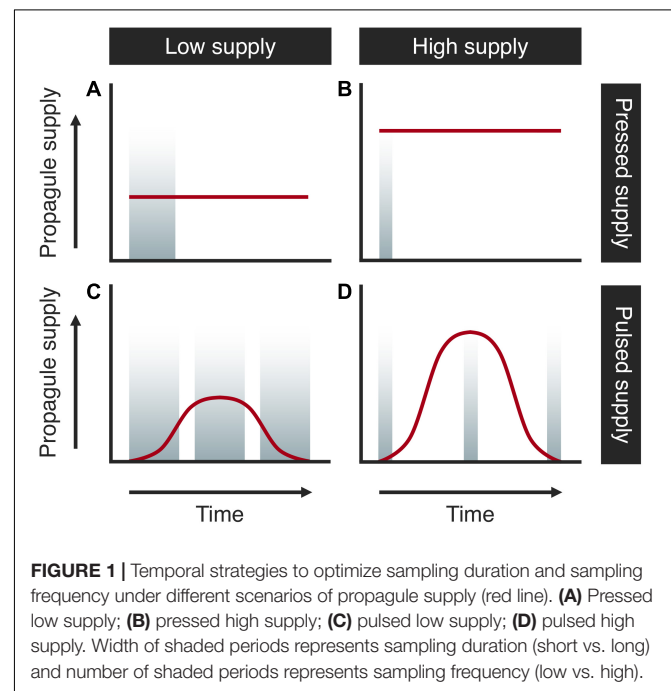 Low supply
High supply
A
B
Propagule supply
Pressed supply
C
D
Propagule supply
Pulsed supply
Time
Time
FIGURE 1 | Temporal strategies to optimize sampling duration and sampling
frequency under different scenarios of propagule supply (red line). (A) Pressed
low supply; (B) pressed high supply; (C) pulsed low supply; (D) pulsed high
supply. Width of shaded periods represents sampling duration (short vs. long)
and number of shaded periods represents sampling frequency (low vs. high).